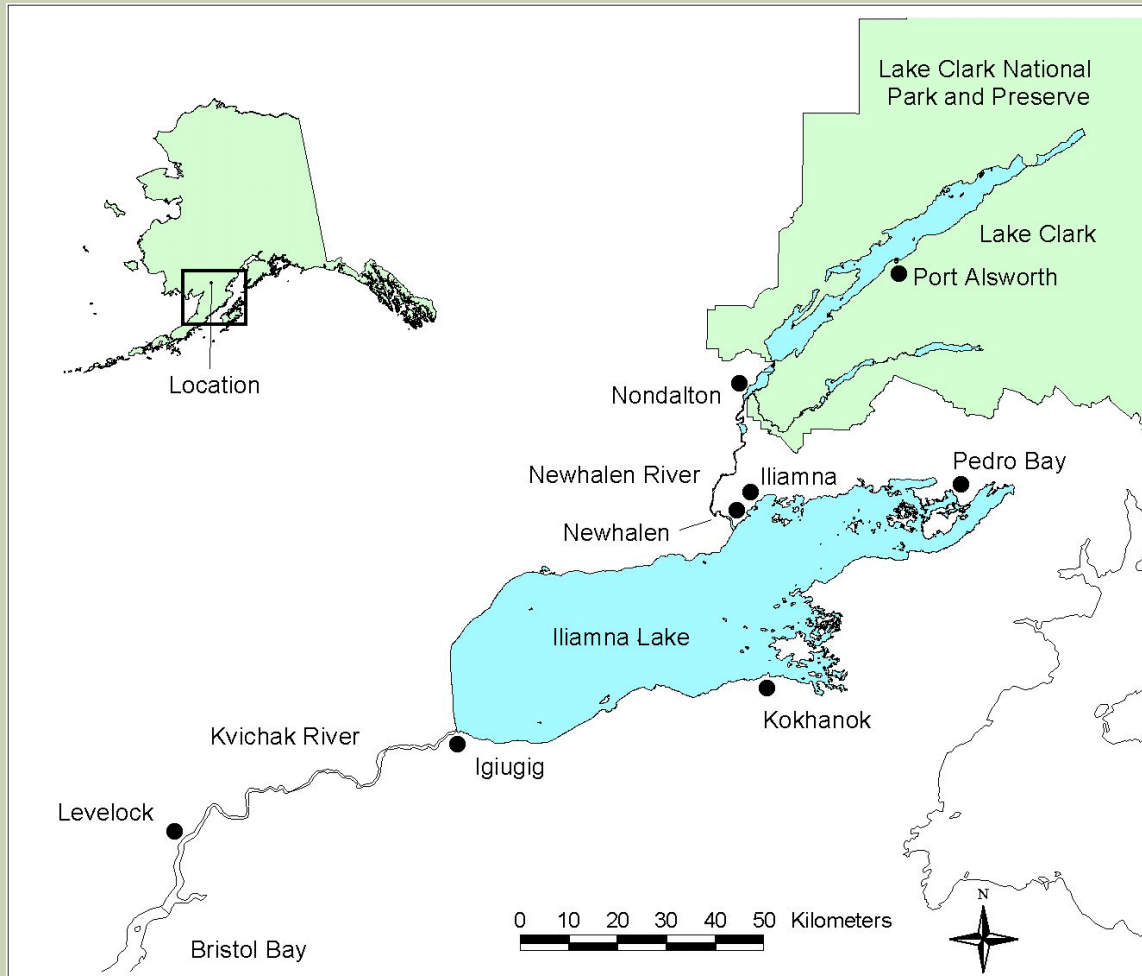 Lake Clark National
Park and Preserve
Lake Clark
Port Alsworth
Location
Nondalton
Newhalen River
Iliamna
Pedro Bay
Newhalen
Iliamna Lake
Kokhanok
Kvichak River
Igiugig
Levelock
Bristol Bay
0 10 20 30 40 50 Kilometers
N